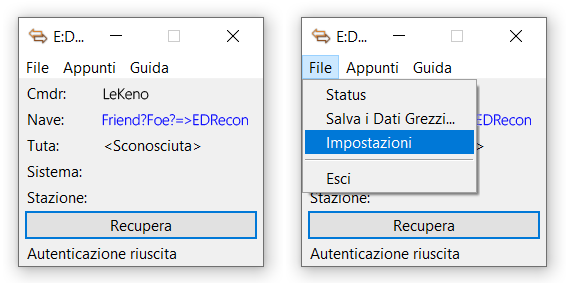 E:D...
File Appunti Guida
Cmdr: LeKeno
Nave: Friend?Foe?=>EDRecon
Tuta: <Sconosciuta>
Sistema:
Stazione:
Recupera
Autenticazione riuscita
E:D...
File Appunti Guida
Status
Salva i Dati Grezzi...
Impostazioni
Esci
Recon
>
Stazione:
Recupera
Autenticazione riuscita